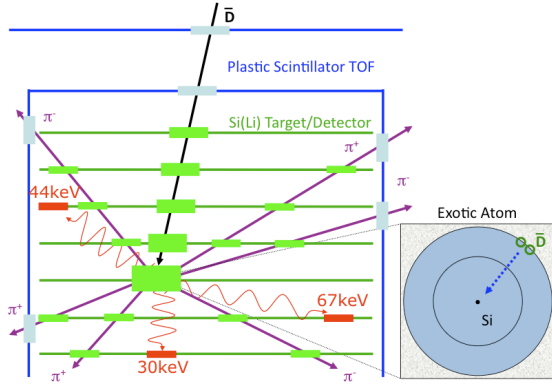 D̄
Plastic Scintillator TOF
Si(Li) Target/Detector
π⁻
π⁺
π⁻
44keV
Exotic Atom
D̄
Si
67keV
π⁺
π⁺
30keV
π⁻